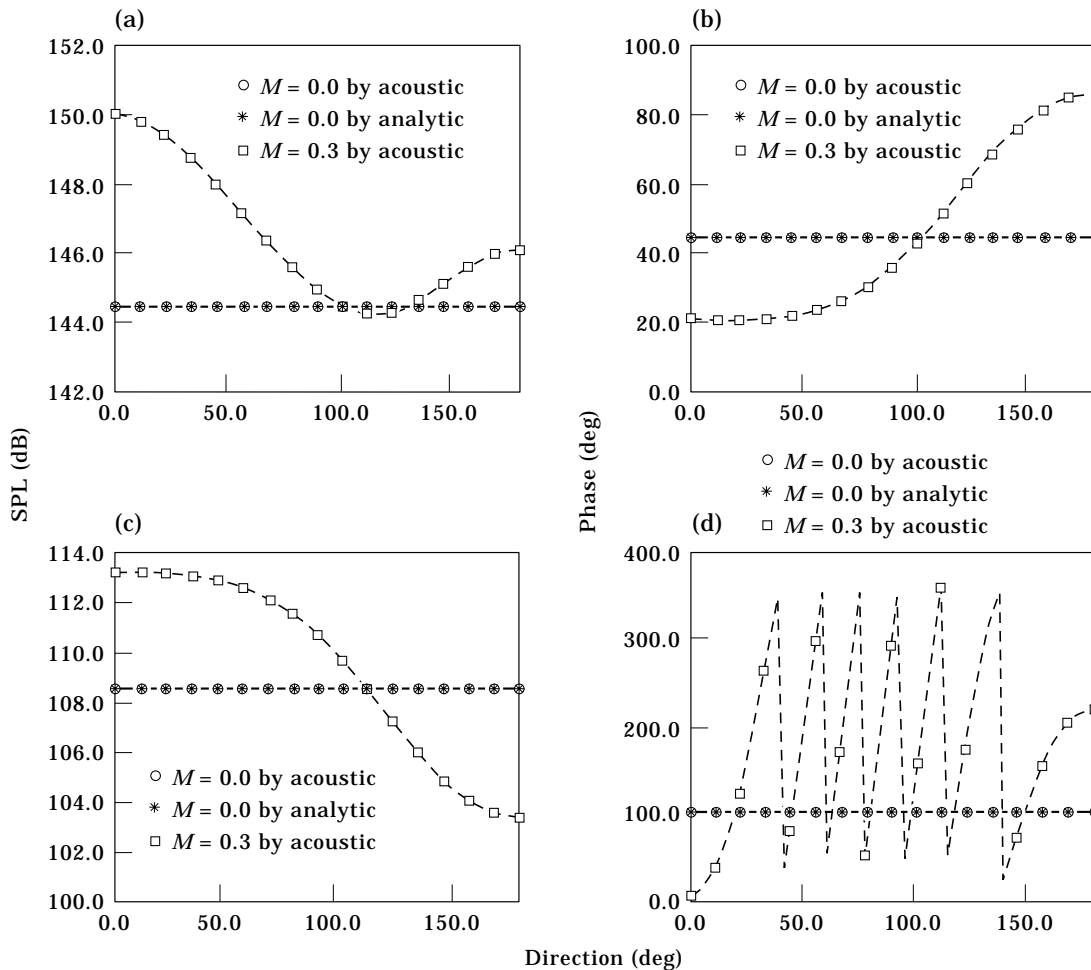 (a)
152.0
150.0
148.0
146.0
144.0
142.0
M = 0.0 by acoustic
M = 0.0 by analytic
M = 0.3 by acoustic
0.0 50.0 100.0 150.0
(b)
100.0
80.0
60.0
40.0
20.0
0.0
M = 0.0 by acoustic
M = 0.0 by analytic
M = 0.3 by acoustic
0.0 50.0 100.0 150.0
SPL (dB)
Phase (deg)
(c)
114.0
112.0
110.0
108.0
106.0
104.0
102.0
100.0
M = 0.0 by acoustic
M = 0.0 by analytic
M = 0.3 by acoustic
0.0 50.0 100.0 150.0
M = 0.0 by acoustic
M = 0.0 by analytic
M = 0.3 by acoustic
(d)
400.0
300.0
200.0
100.0
0.0
0.0 50.0 100.0 150.0
Direction (deg)